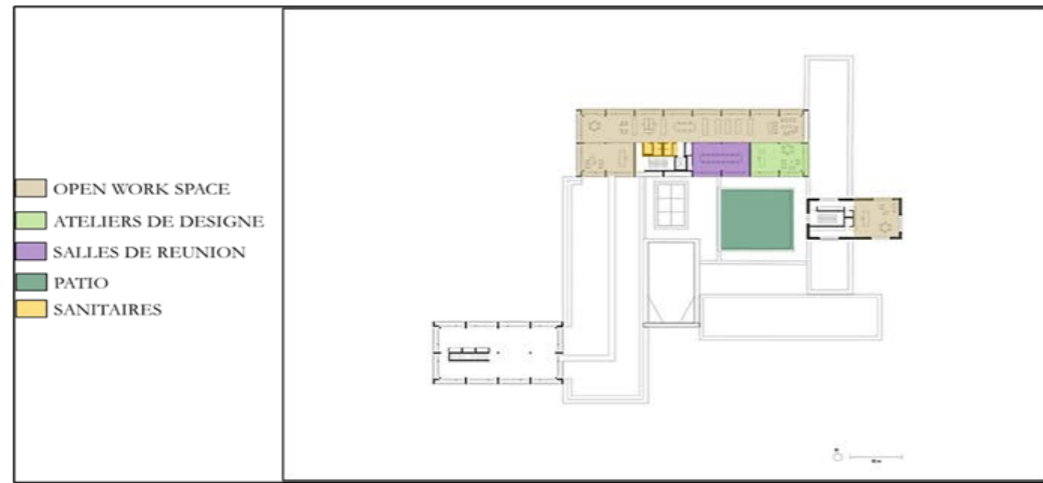 OPEN WORK SPACE
ATELIERS DE DESIGNE
SALLES DE REUNION
PATIO
SANITAIRES